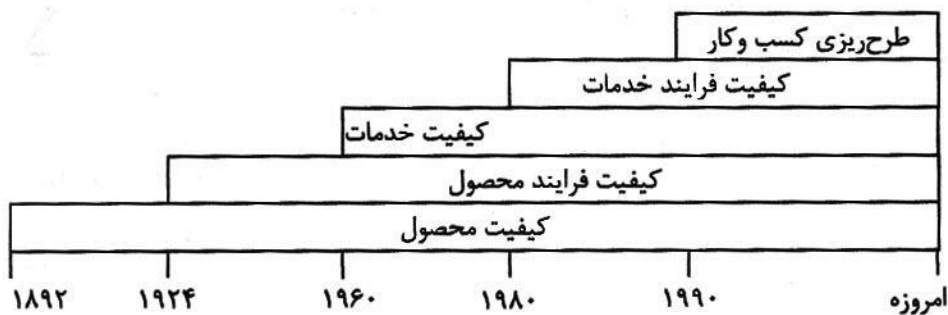 طرح‌ریزی کسب وکار
کیفیت فرایند خدمات
کیفیت خدمات
کیفیت فرایند محصول
کیفیت محصول
۱۸۹۲ ۱۹۲۴ ۱۹۶۰ ۱۹۸۰ ۱۹۹۰ امروزه